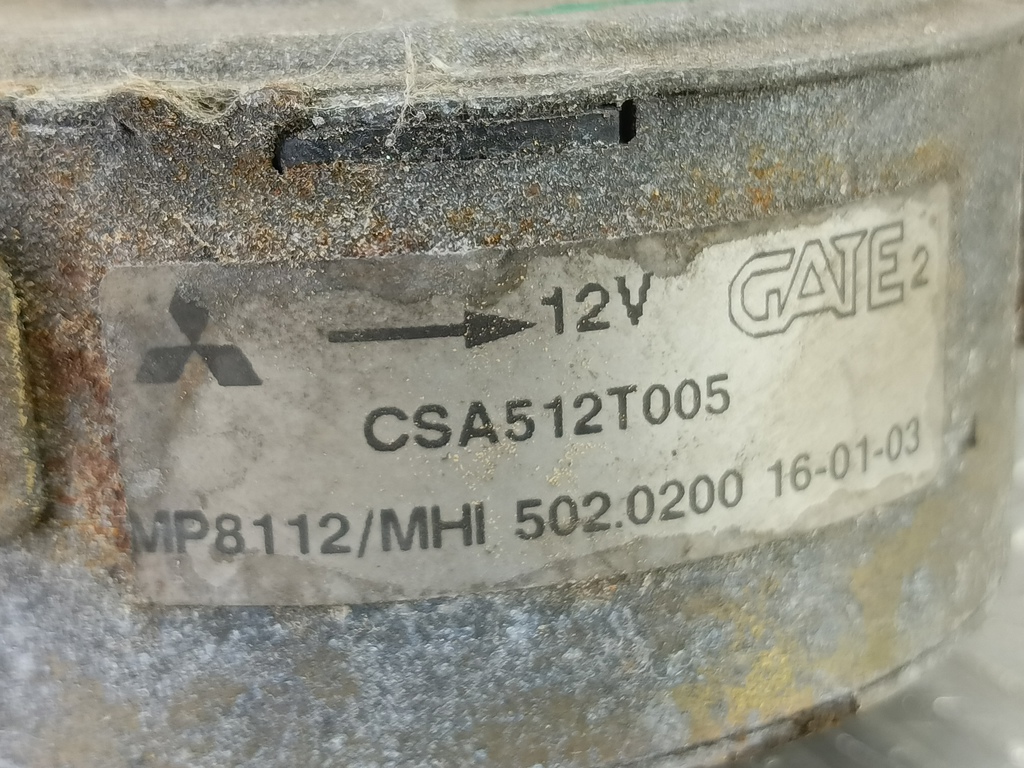 12V GATE2
CSA512T005
MP8112/MHI 502.0200 16-01-03